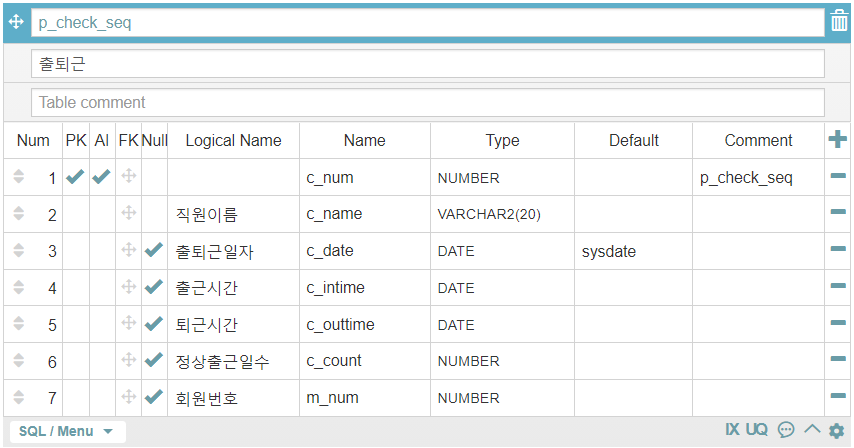 p_check_seq
출퇴근
Table comment
Num PK AI FK Null Logical Name Name Type Default Comment
1 c_num NUMBER p_check_seq
2 직원이름 c_name VARCHAR2(20)
3 출퇴근일자 c_date DATE sysdate
4 출근시간 c_intime DATE
5 퇴근시간 c_outtime DATE
6 정상출근일수 c_count NUMBER
7 회원번호 m_num NUMBER
SQL / Menu IX UQ